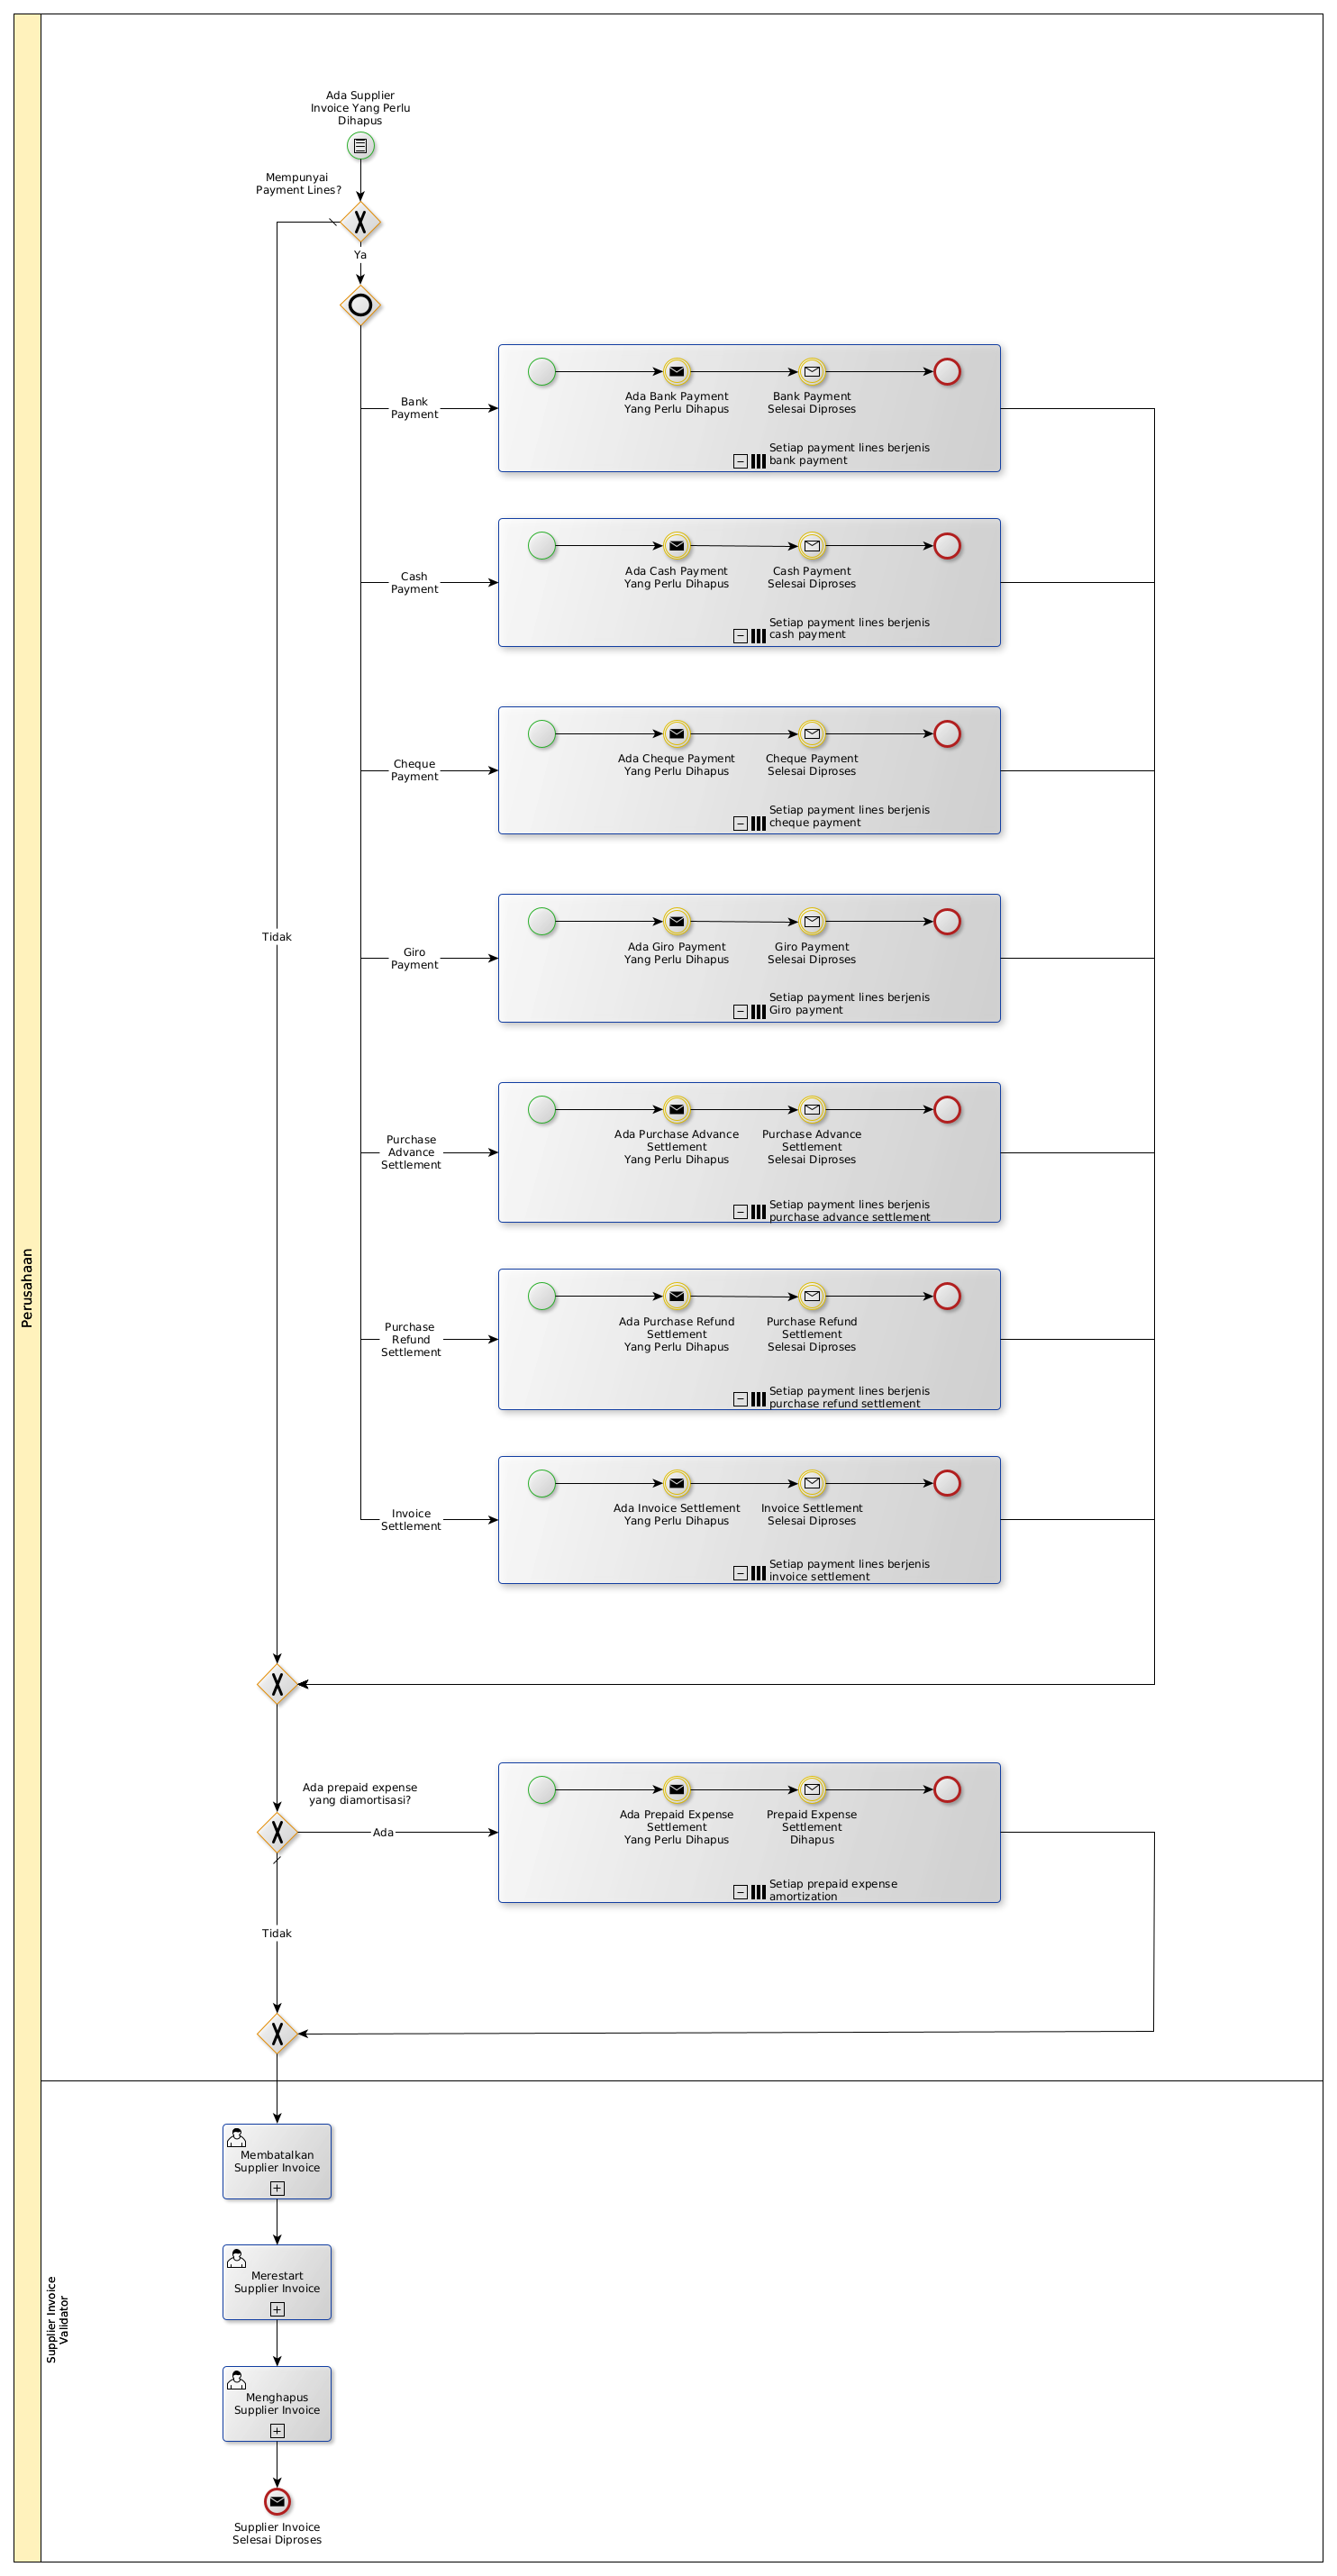 Ada Supplier
Invoice Yang Perlu
Dihapus
Mempunyai
Payment Lines?
Ya
Bank
Payment
Ada Bank Payment
Yang Perlu Dihapus
Bank Payment
Selesai Diproses
Setiap payment lines berjenis
bank payment
Cash
Payment
Ada Cash Payment
Yang Perlu Dihapus
Cash Payment
Selesai Diproses
Setiap payment lines berjenis
cash payment
Cheque
Payment
Ada Cheque Payment
Yang Perlu Dihapus
Cheque Payment
Selesai Diproses
Setiap payment lines berjenis
cheque payment
Tidak
Giro
Payment
Ada Giro Payment
Yang Perlu Dihapus
Giro Payment
Selesai Diproses
Setiap payment lines berjenis
Giro payment
Purchase
Advance
Settlement
Ada Purchase Advance
Settlement
Yang Perlu Dihapus
Purchase Advance
Settlement
Selesai Diproses
Setiap payment lines berjenis
purchase advance settlement
Perusahaan
Purchase
Refund
Settlement
Ada Purchase Refund
Settlement
Yang Perlu Dihapus
Purchase Refund
Settlement
Selesai Diproses
Setiap payment lines berjenis
purchase refund settlement
Invoice
Settlement
Ada Invoice Settlement
Yang Perlu Dihapus
Invoice Settlement
Selesai Diproses
Setiap payment lines berjenis
invoice settlement
Ada prepaid expense
yang diamortisasi?
Ada
Ada Prepaid Expense
Settlement
Yang Perlu Dihapus
Prepaid Expense
Settlement
Dihapus
Setiap prepaid expense
amortization
Tidak
Supplier Invoice
Validator
Membatalkan
Supplier Invoice
Merestart
Supplier Invoice
Menghapus
Supplier Invoice
Supplier Invoice
Selesai Diproses